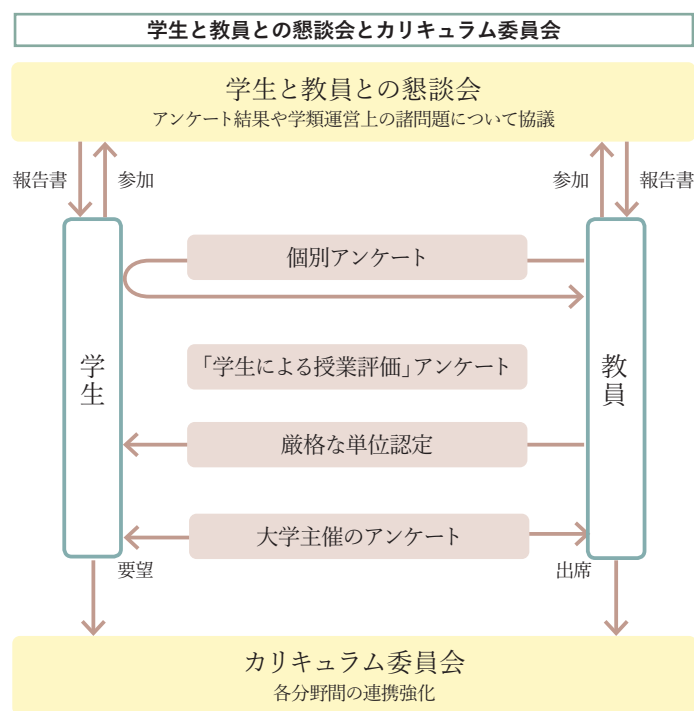 学生と教員との懇談会とカリキュラム委員会
学生と教員との懇談会
アンケート結果や学類運営上の諸問題について協議
報告書
参加
参加
報告書
個別アンケート
学生
「学生による授業評価」アンケート
教員
厳格な単位認定
大学主催のアンケート
要望
出席
カリキュラム委員会
各分野間の連携強化